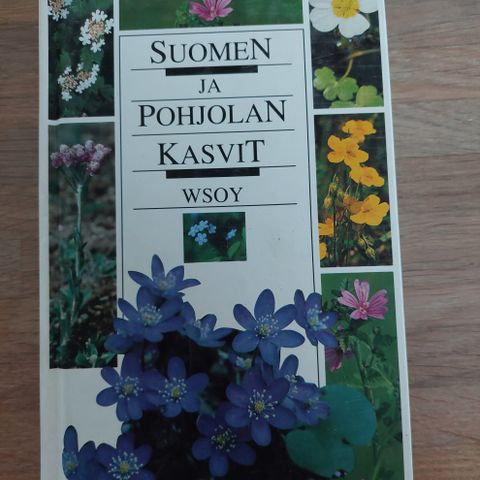 SUOMEN
JA
POHJOLAN
KASVIT
WSOY